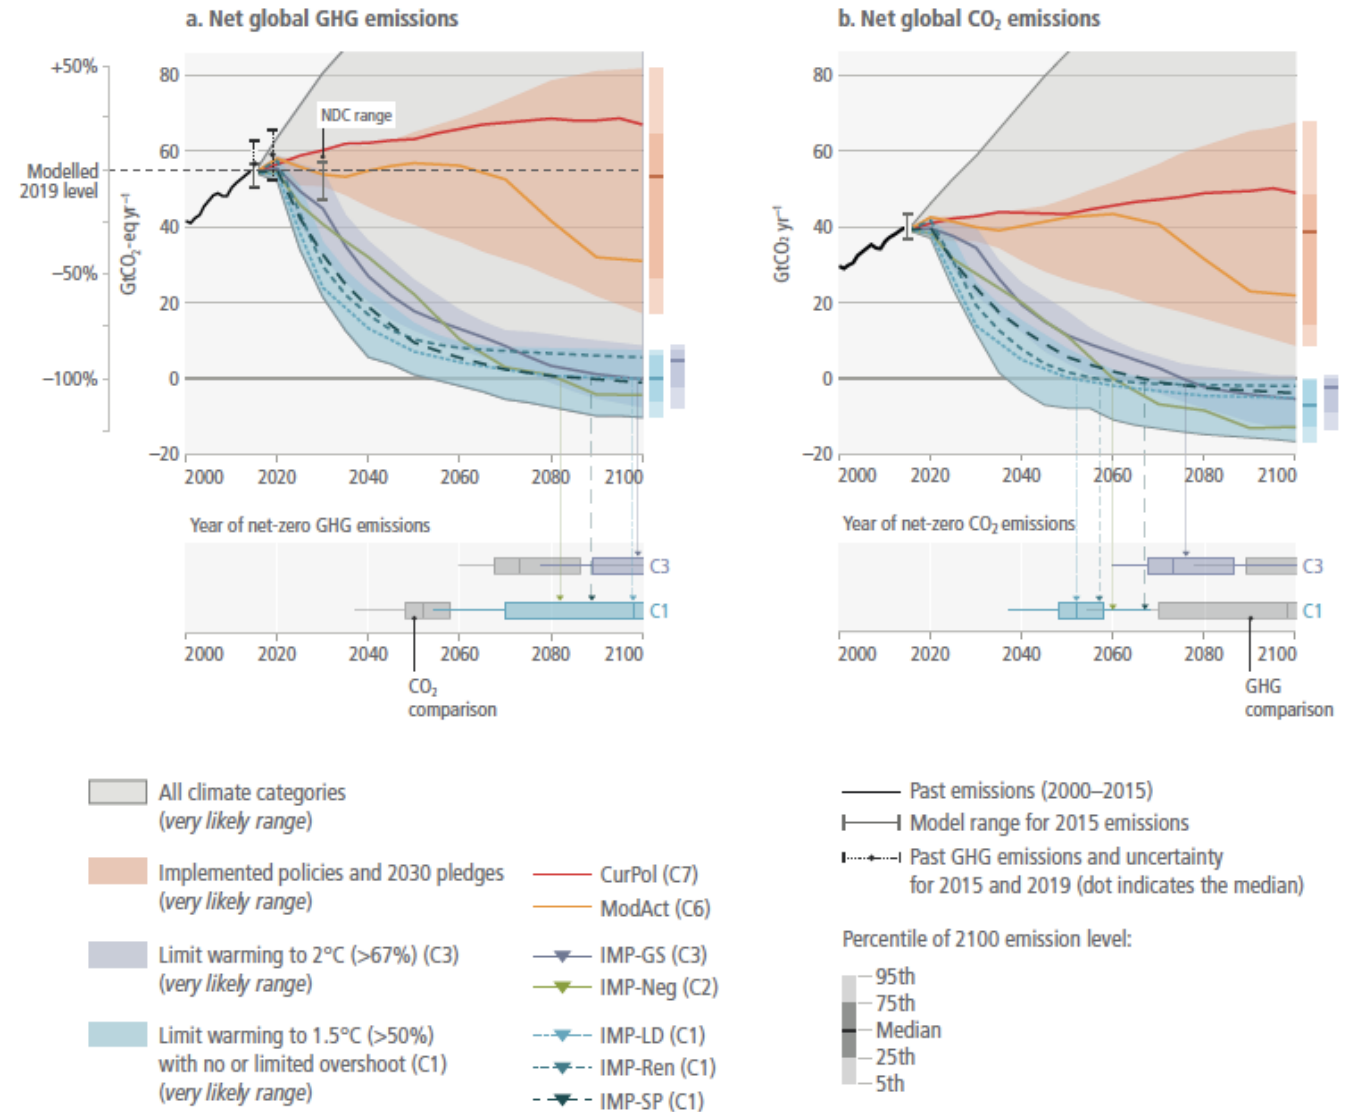 a. Net global GHG emissions
b. Net global CO₂ emissions
+50%
Modelled
2019 level
−50%
−100%
GtCO₂-eq yr⁻¹
80
60
40
20
0
−20
NDC range
2000 2020 2040 2060 2080 2100
GtCO₂ yr⁻¹
80
60
40
20
0
−20
2000 2020 2040 2060 2080 2100
Year of net-zero GHG emissions
C3
C1
2000 2020 2040 2060 2080 2100
CO₂
comparison
Year of net-zero CO₂ emissions
C3
C1
2000 2020 2040 2060 2080 2100
GHG
comparison
All climate categories
(very likely range)
Implemented policies and 2030 pledges
(very likely range)
Limit warming to 2°C (>67%) (C3)
(very likely range)
Limit warming to 1.5°C (>50%)
with no or limited overshoot (C1)
(very likely range)
CurPol (C7)
ModAct (C6)
IMP-GS (C3)
IMP-Neg (C2)
IMP-LD (C1)
IMP-Ren (C1)
IMP-SP (C1)
Past emissions (2000–2015)
Model range for 2015 emissions
Past GHG emissions and uncertainty
for 2015 and 2019 (dot indicates the median)
Percentile of 2100 emission level:
95th
75th
Median
25th
5th